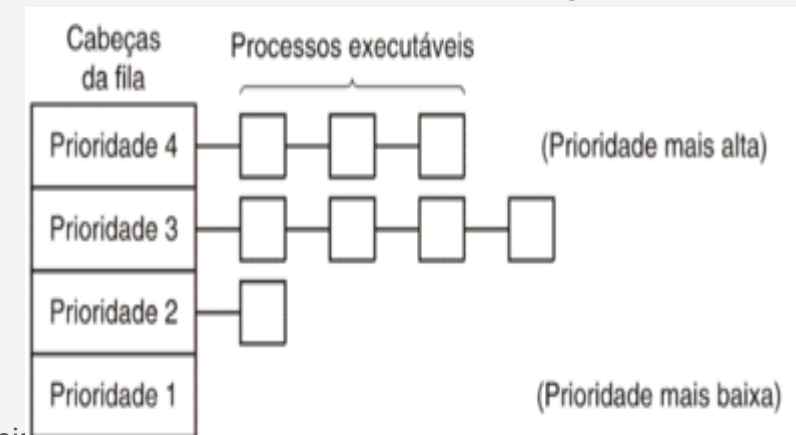 Cabeças
da fila
Processos executáveis
Prioridade 4
(Prioridade mais alta)
Prioridade 3
Prioridade 2
Prioridade 1
(Prioridade mais baixa)